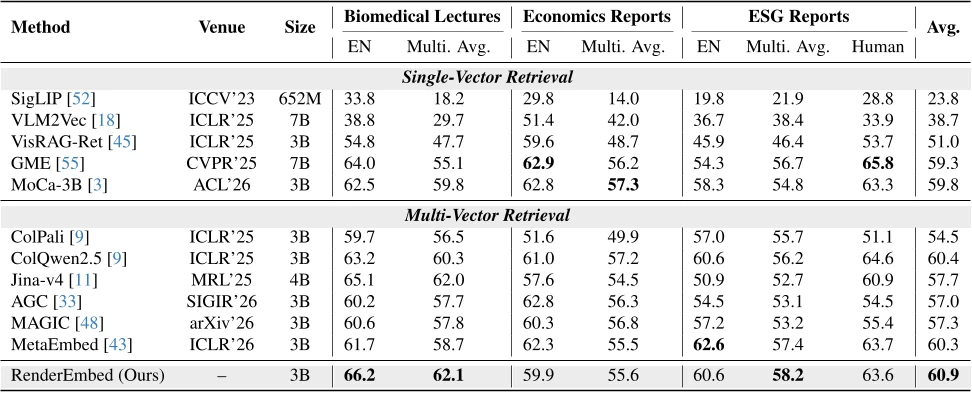 Method Venue Size Biomedical Lectures Economics Reports ESG Reports Avg.
EN Multi. Avg. EN Multi. Avg. EN Multi. Avg. Human
Single-Vector Retrieval
SigLIP [52] ICCV'23 652M 33.8 18.2 29.8 14.0 19.8 21.9 28.8 23.8
VLM2Vec [18] ICLR'25 7B 38.8 29.7 51.4 42.0 36.7 38.4 33.9 38.7
VisRAG-Ret [45] ICLR'25 3B 54.8 47.7 59.6 48.7 45.9 46.4 53.7 51.0
GME [55] CVPR'25 7B 64.0 55.1 62.9 56.2 54.3 56.7 65.8 59.3
MoCa-3B [3] ACL'26 3B 62.5 59.8 62.8 57.3 58.3 54.8 63.3 59.8
Multi-Vector Retrieval
ColPali [9] ICLR'25 3B 59.7 56.5 51.6 49.9 57.0 55.7 51.1 54.5
ColQwen2.5 [9] ICLR'25 3B 63.2 60.3 61.0 57.2 60.6 56.2 64.6 60.4
Jina-v4 [11] MRL'25 4B 65.1 62.0 57.6 54.5 50.9 52.7 60.9 57.7
AGC [33] SIGIR'26 3B 60.2 57.7 62.8 56.3 54.5 53.1 54.5 57.0
MAGIC [48] arXiv'26 3B 60.6 57.8 60.3 56.8 57.2 53.2 55.4 57.3
MetaEmbed [43] ICLR'26 3B 61.7 58.7 62.3 55.5 62.6 57.4 63.7 60.3
RenderEmbed (Ours) – 3B 66.2 62.1 59.9 55.6 60.6 58.2 63.6 60.9